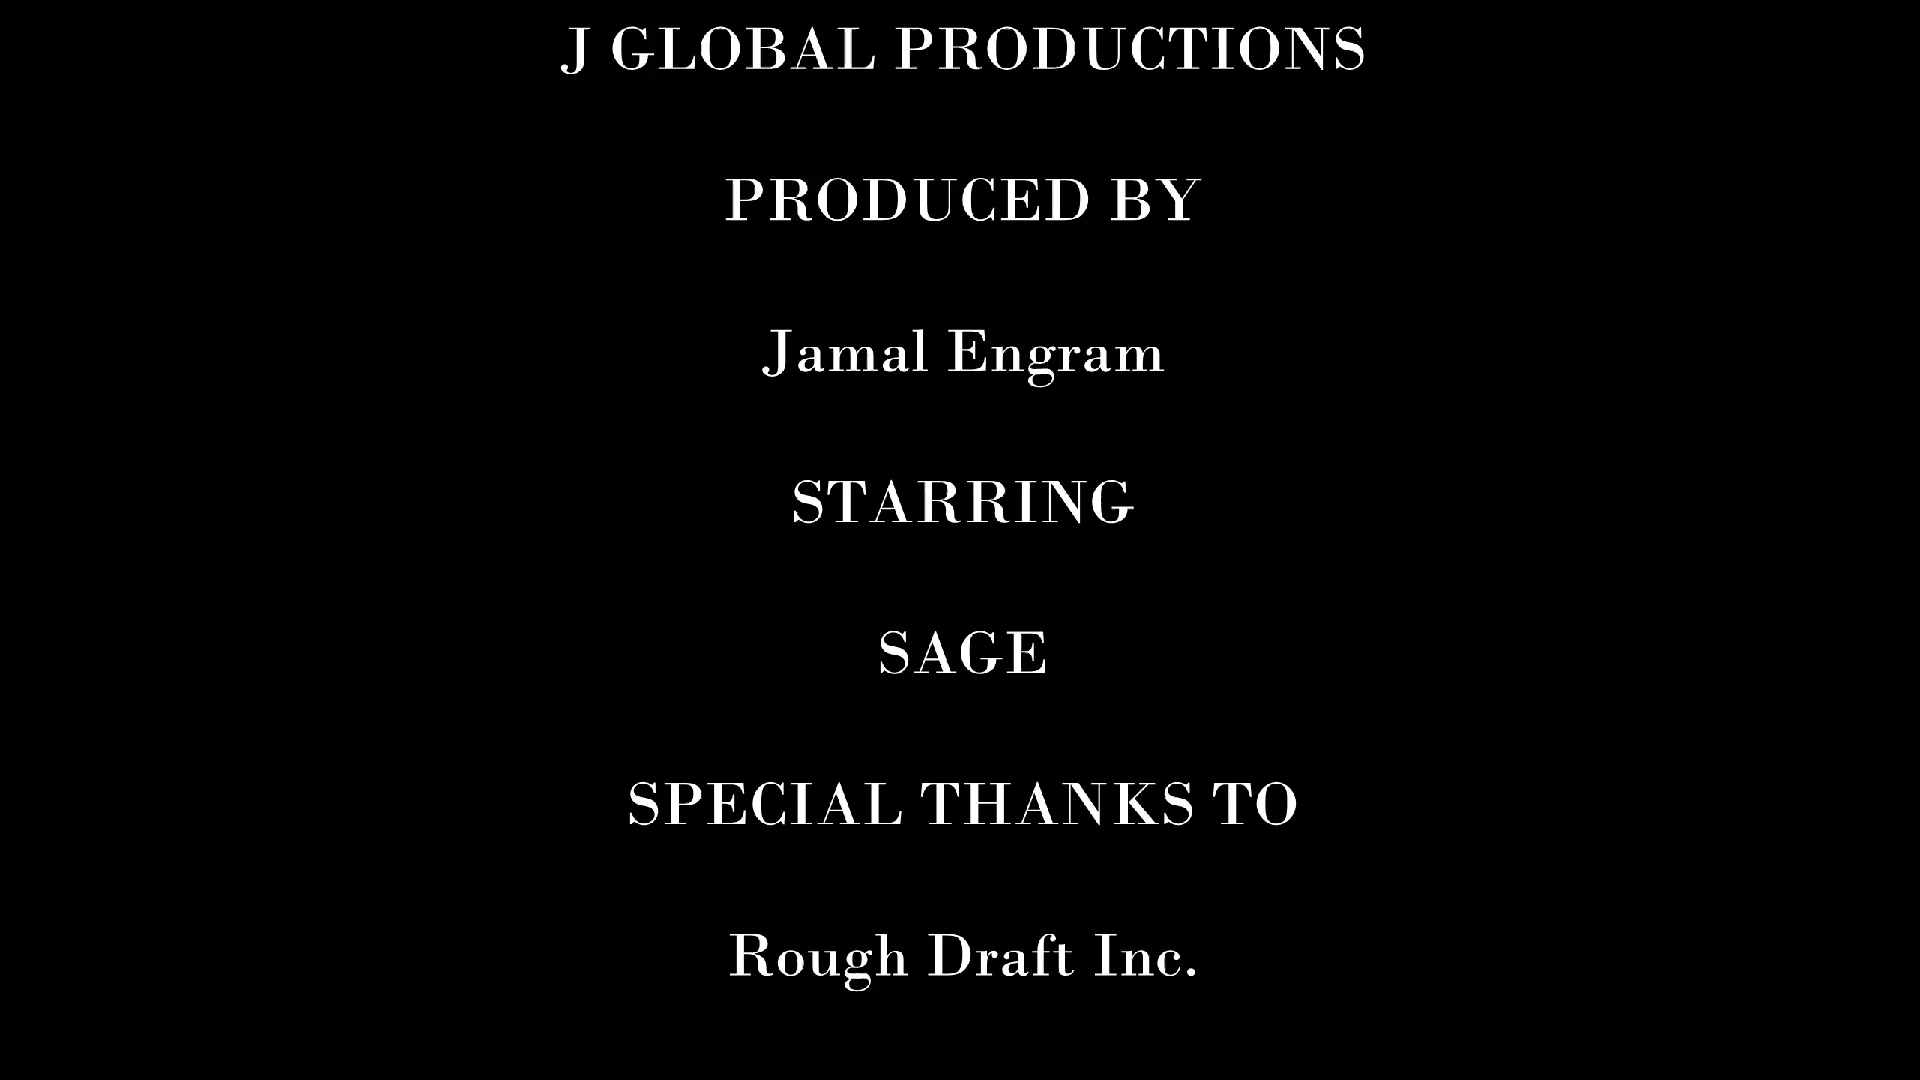 J GLOBAL PRODUCTIONS
PRODUCED BY
Jamal Engram
STARRING
SAGE
SPECIAL THANKS TO
Rough Draft Inc.